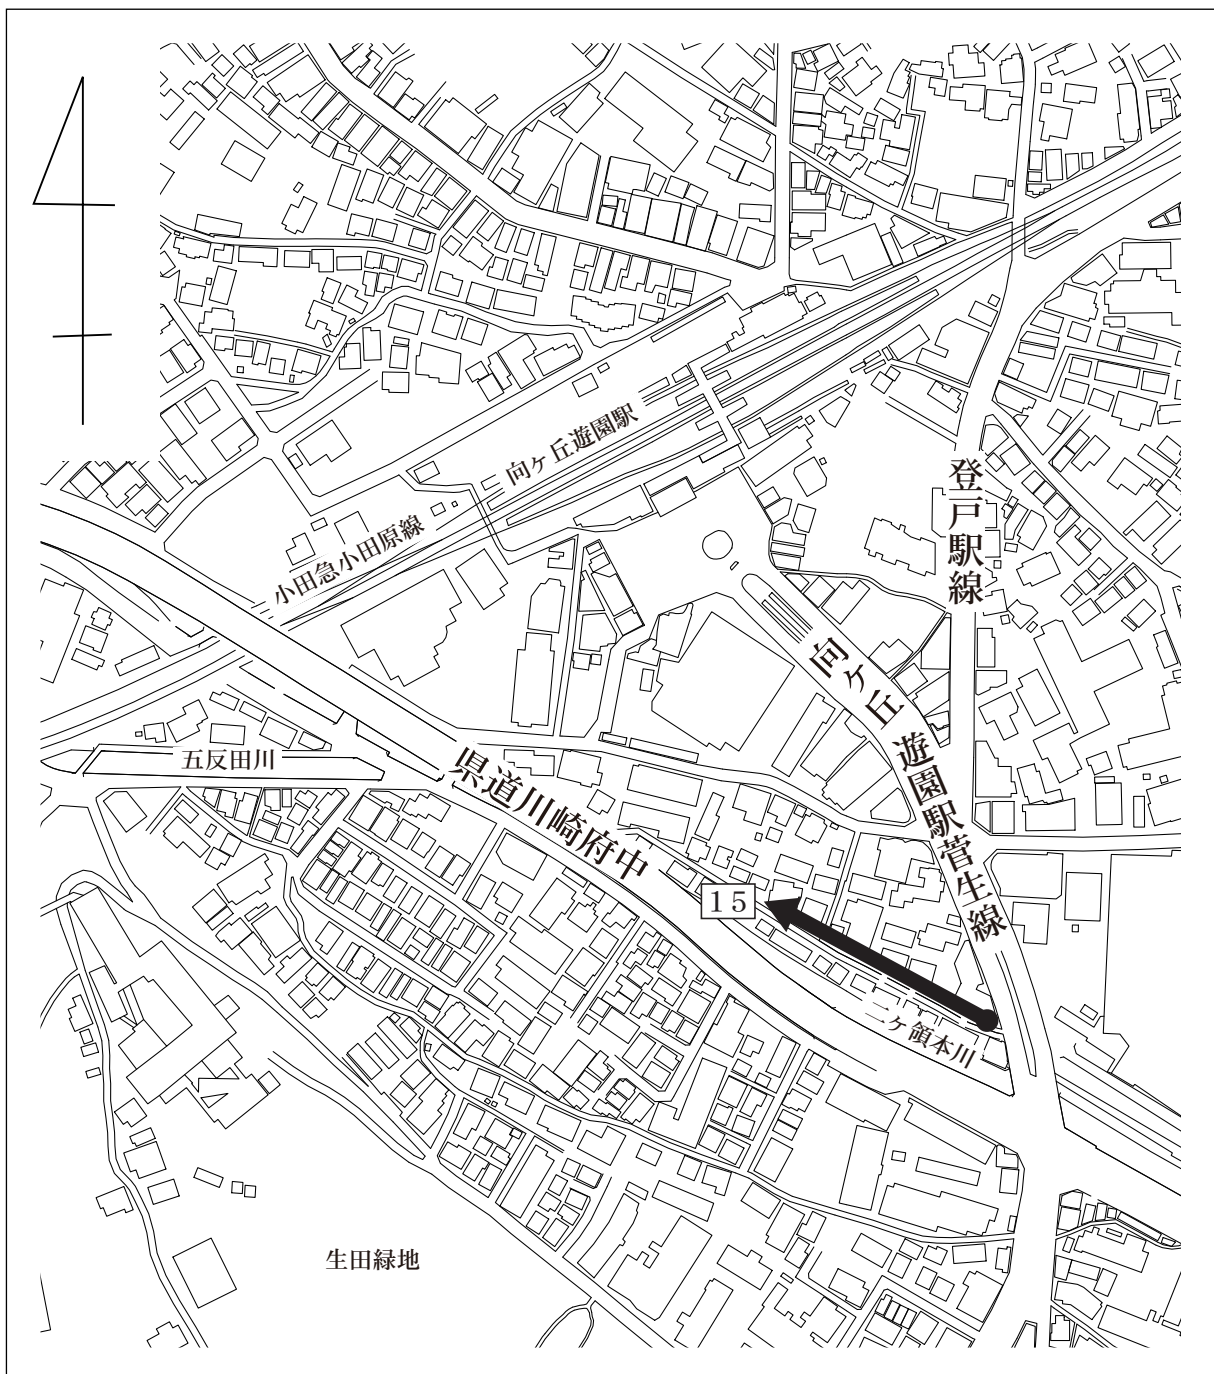 向ヶ丘遊園駅
小田急小田原線
登戸駅線
向ヶ丘遊園駅菅生線
五反田川
県道川崎府中
15
二ヶ領本川
生田緑地